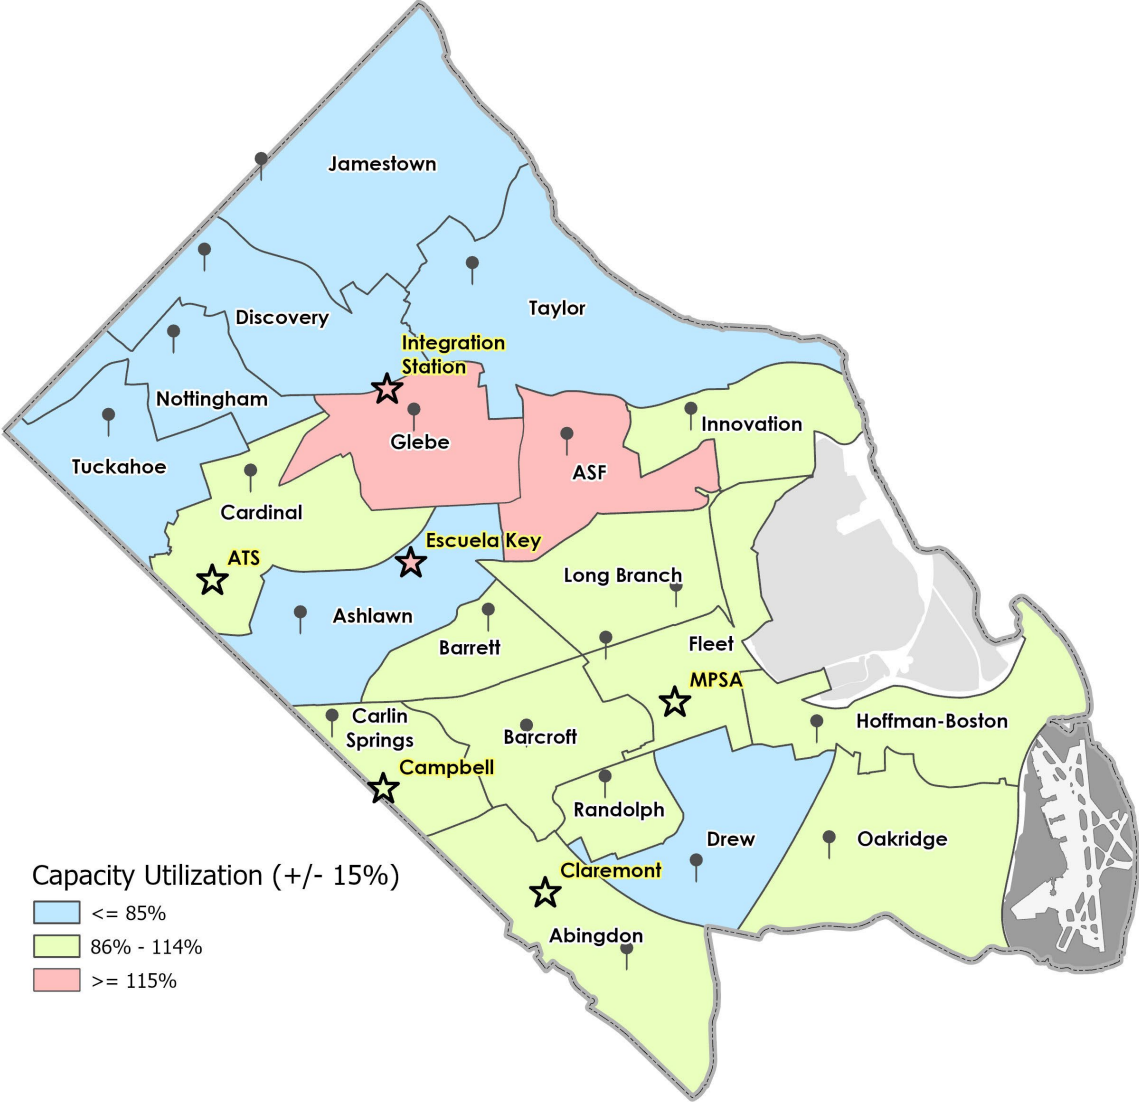 Jamestown
Taylor
Discovery
Integration
Station
Nottingham
Glebe
Innovation
Tuckahoe
ASF
Cardinal
Escuela Key
ATS
Long Branch
Ashlawn
Barrett
Fleet
MPSA
Carlin
Springs
Hoffman-Boston
Barcroft
Campbell
Randolph
Drew
Oakridge
Claremont
Abingdon
Capacity Utilization (+/- 15%)
<= 85%
86% - 114%
>= 115%